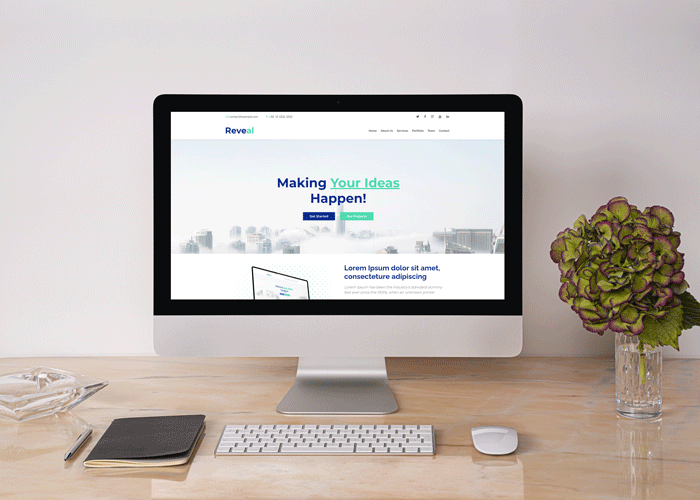 Reveal
Home About Us Services Portfolio Team Contact
Making Your Ideas
Happen!
Get Started Our Projects
Lorem Ipsum dolor sit amet,
consecteture adipiscing
Lorem Ipsum has been the industry's standard dummy
text ever since the 1500s, when an unknown printer